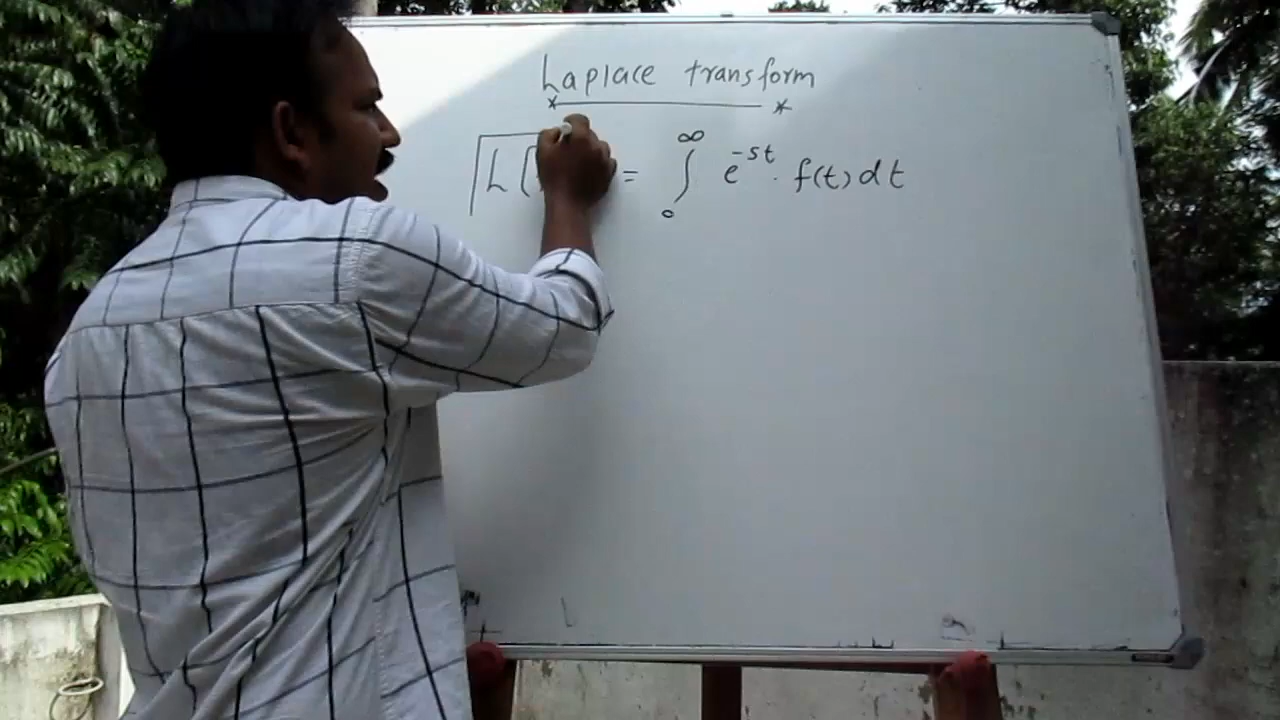 Laplace transform
L( = ∫₀^∞ e^{-st} . f(t) dt